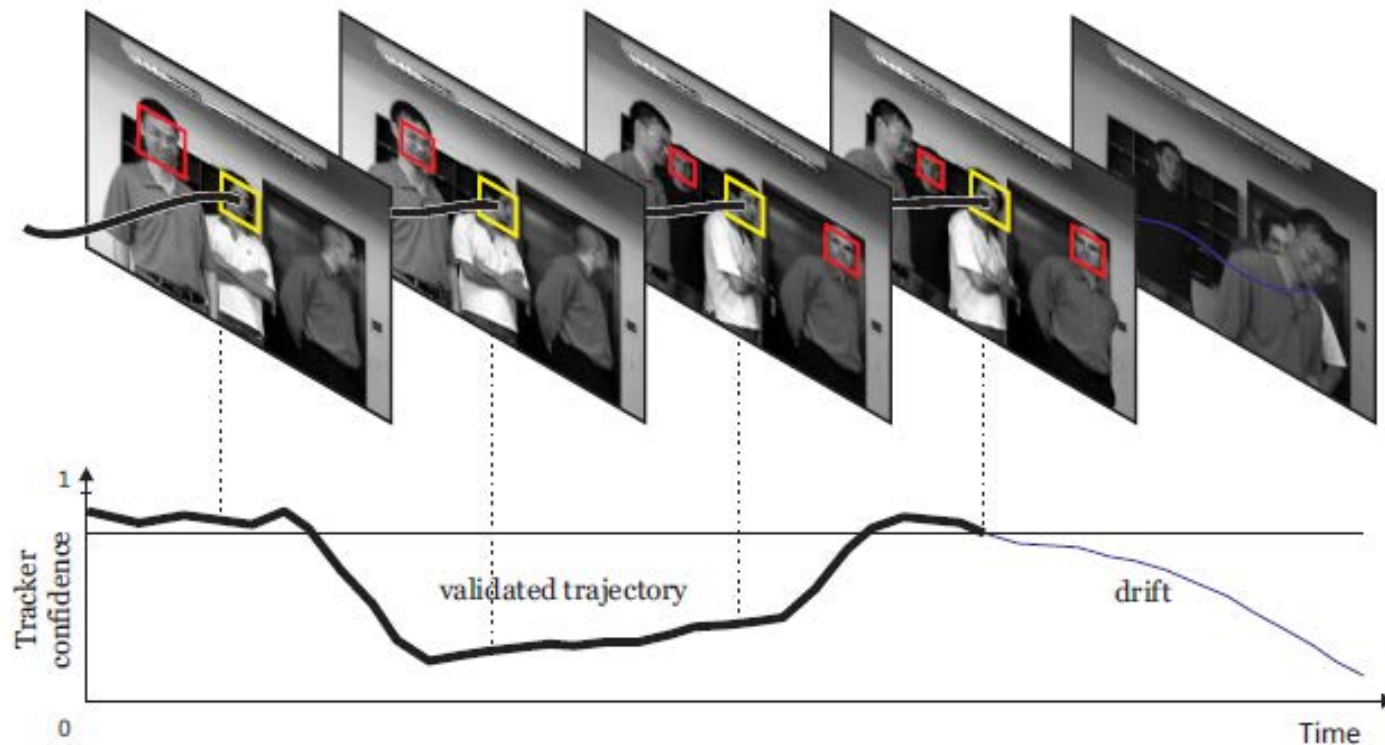 1
Tracker
confidence
validated trajectory
drift
0
Time